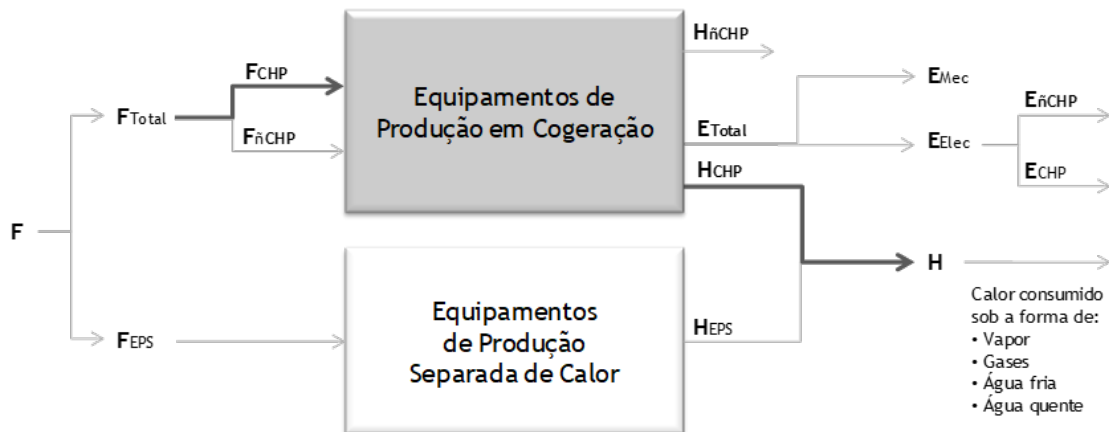 HñCHP
FCHP
EMec
Equipamentos de
Produção em Cogeração
EñCHP
FTotal
FñCHP
ETotal
EElec
HCHP
ECHP
F
H
Calor consumido
sob a forma de:
• Vapor
• Gases
• Água fria
• Água quente
Equipamentos
de Produção
Separada de Calor
FEPS
HEPS